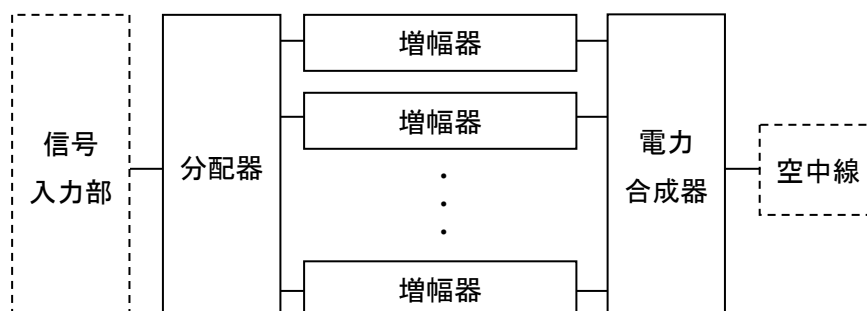 信号
入力部
分配器
増幅器
増幅器
・
・
・
増幅器
電力
合成器
空中線